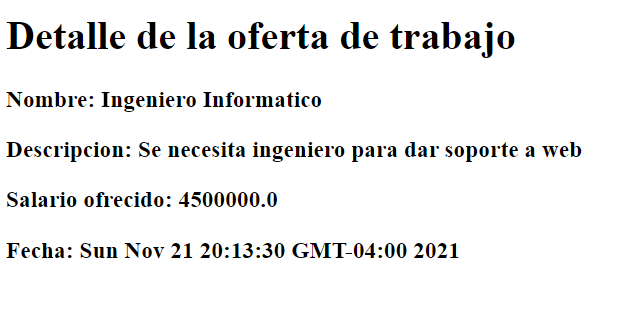 Detalle de la oferta de trabajo
Nombre: Ingeniero Informatico
Descripcion: Se necesita ingeniero para dar soporte a web
Salario ofrecido: 4500000.0
Fecha: Sun Nov 21 20:13:30 GMT-04:00 2021